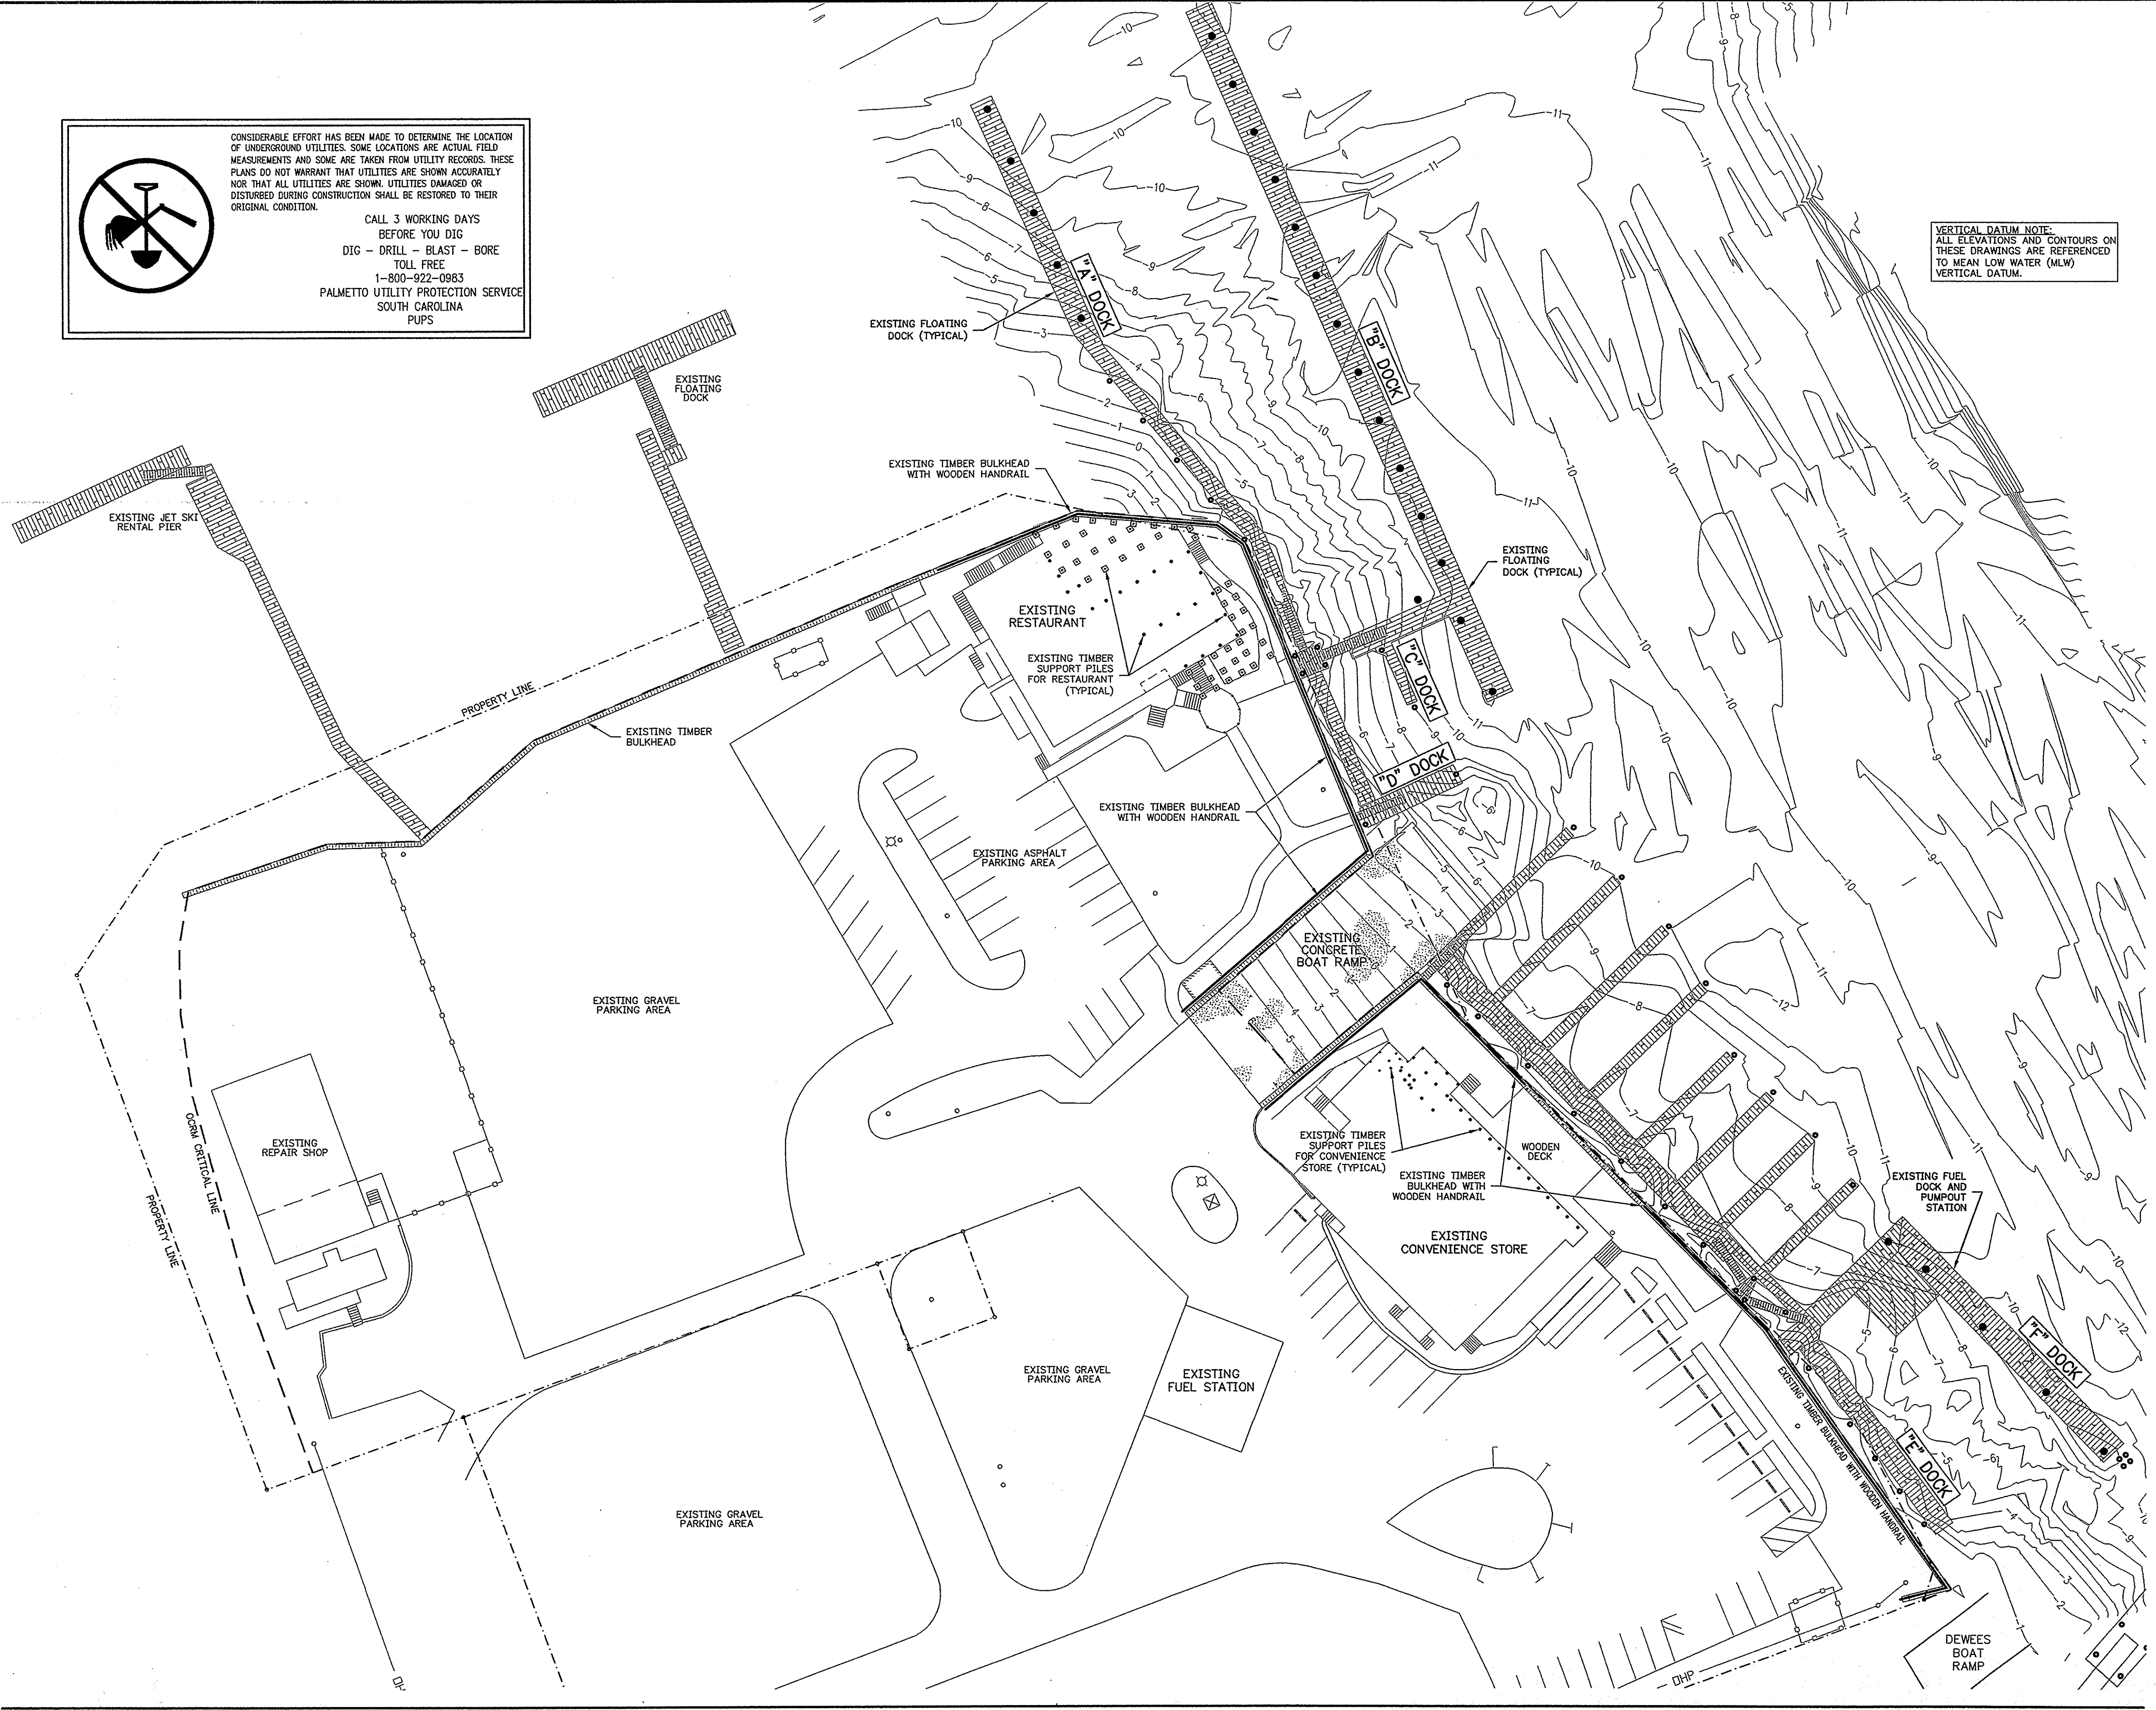 CONSIDERABLE EFFORT HAS BEEN MADE TO DETERMINE THE LOCATION
OF UNDERGROUND UTILITIES. SOME LOCATIONS ARE ACTUAL FIELD
MEASUREMENTS AND SOME ARE TAKEN FROM UTILITY RECORDS. THESE
PLANS DO NOT WARRANT THAT UTILITIES ARE SHOWN ACCURATELY
NOR THAT ALL UTILITIES ARE SHOWN. UTILITIES DAMAGED OR
DISTURBED DURING CONSTRUCTION SHALL BE RESTORED TO THEIR
ORIGINAL CONDITION.
CALL 3 WORKING DAYS
BEFORE YOU DIG
DIG – DRILL – BLAST – BORE
TOLL FREE
1-800-922-0983
PALMETTO UTILITY PROTECTION SERVICE
SOUTH CAROLINA
PUPS
VERTICAL DATUM NOTE:
ALL ELEVATIONS AND CONTOURS ON
THESE DRAWINGS ARE REFERENCED
TO MEAN LOW WATER (MLW)
VERTICAL DATUM.
"A" DOCK
EXISTING FLOATING
DOCK (TYPICAL)
"B" DOCK
EXISTING
FLOATING
DOCK
EXISTING TIMBER BULKHEAD
WITH WOODEN HANDRAIL
EXISTING JET SKI
RENTAL PIER
EXISTING
FLOATING
DOCK (TYPICAL)
EXISTING
RESTAURANT
EXISTING TIMBER
SUPPORT PILES
FOR RESTAURANT
(TYPICAL)
"C" DOCK
PROPERTY LINE
EXISTING TIMBER
BULKHEAD
"D" DOCK
EXISTING TIMBER BULKHEAD
WITH WOODEN HANDRAIL
EXISTING ASPHALT
PARKING AREA
EXISTING
CONCRETE
BOAT RAMP
EXISTING GRAVEL
PARKING AREA
EXISTING
REPAIR SHOP
OCRM CRITICAL LINE
PROPERTY LINE
EXISTING TIMBER
SUPPORT PILES
FOR CONVENIENCE
STORE (TYPICAL)
WOODEN
DECK
EXISTING TIMBER
BULKHEAD WITH
WOODEN HANDRAIL
EXISTING FUEL
DOCK AND
PUMPOUT
STATION
EXISTING
CONVENIENCE STORE
"F" DOCK
EXISTING GRAVEL
PARKING AREA
EXISTING
FUEL STATION
EXISTING TIMBER BULKHEAD WITH WOODEN HANDRAIL
"E" DOCK
EXISTING GRAVEL
PARKING AREA
DEWEES
BOAT
RAMP
OHP